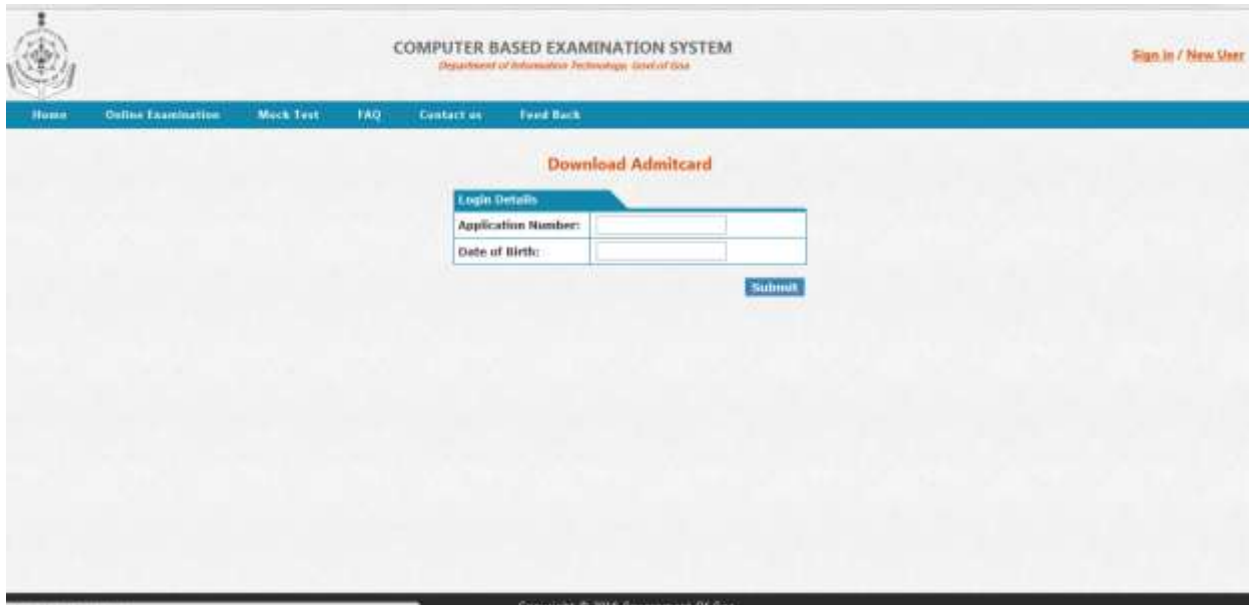 COMPUTER BASED EXAMINATION SYSTEM
Department of Information Technology, Govt of Goa
Sign in / New User
Home Online Examination Mock Test FAQ Contact us Feed Back
Download Admitcard
Login Details
Application Number:
Date of Birth:
Submit